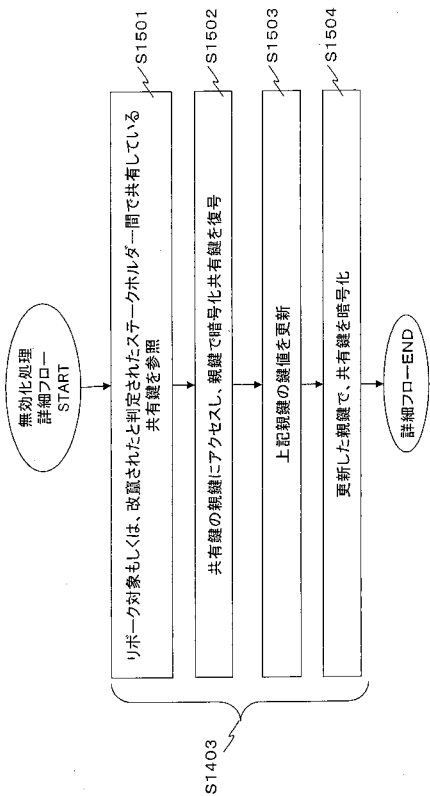 無効化処理
詳細フロー
START
リボーク対象もしくは、改竄されたと判定されたステークホルダー間で共有している
共有鍵を参照
S1501
共有鍵の親鍵にアクセスし、親鍵で暗号化共有鍵を復号
S1502
上記親鍵の鍵値を更新
S1503
更新した親鍵で、共有鍵を暗号化
S1504
詳細フローEND
S1403